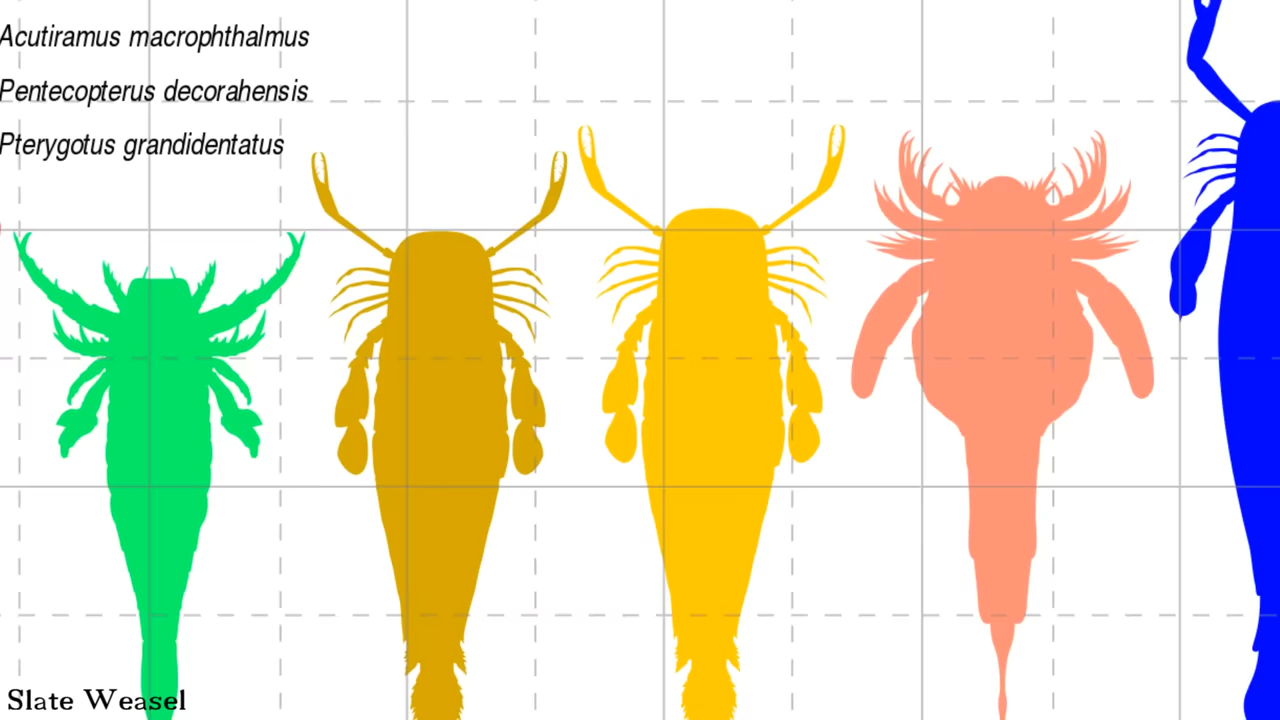 Acutiramus macrophthalmus
Pentecopterus decorahensis
Pterygotus grandidentatus
Slate Weasel